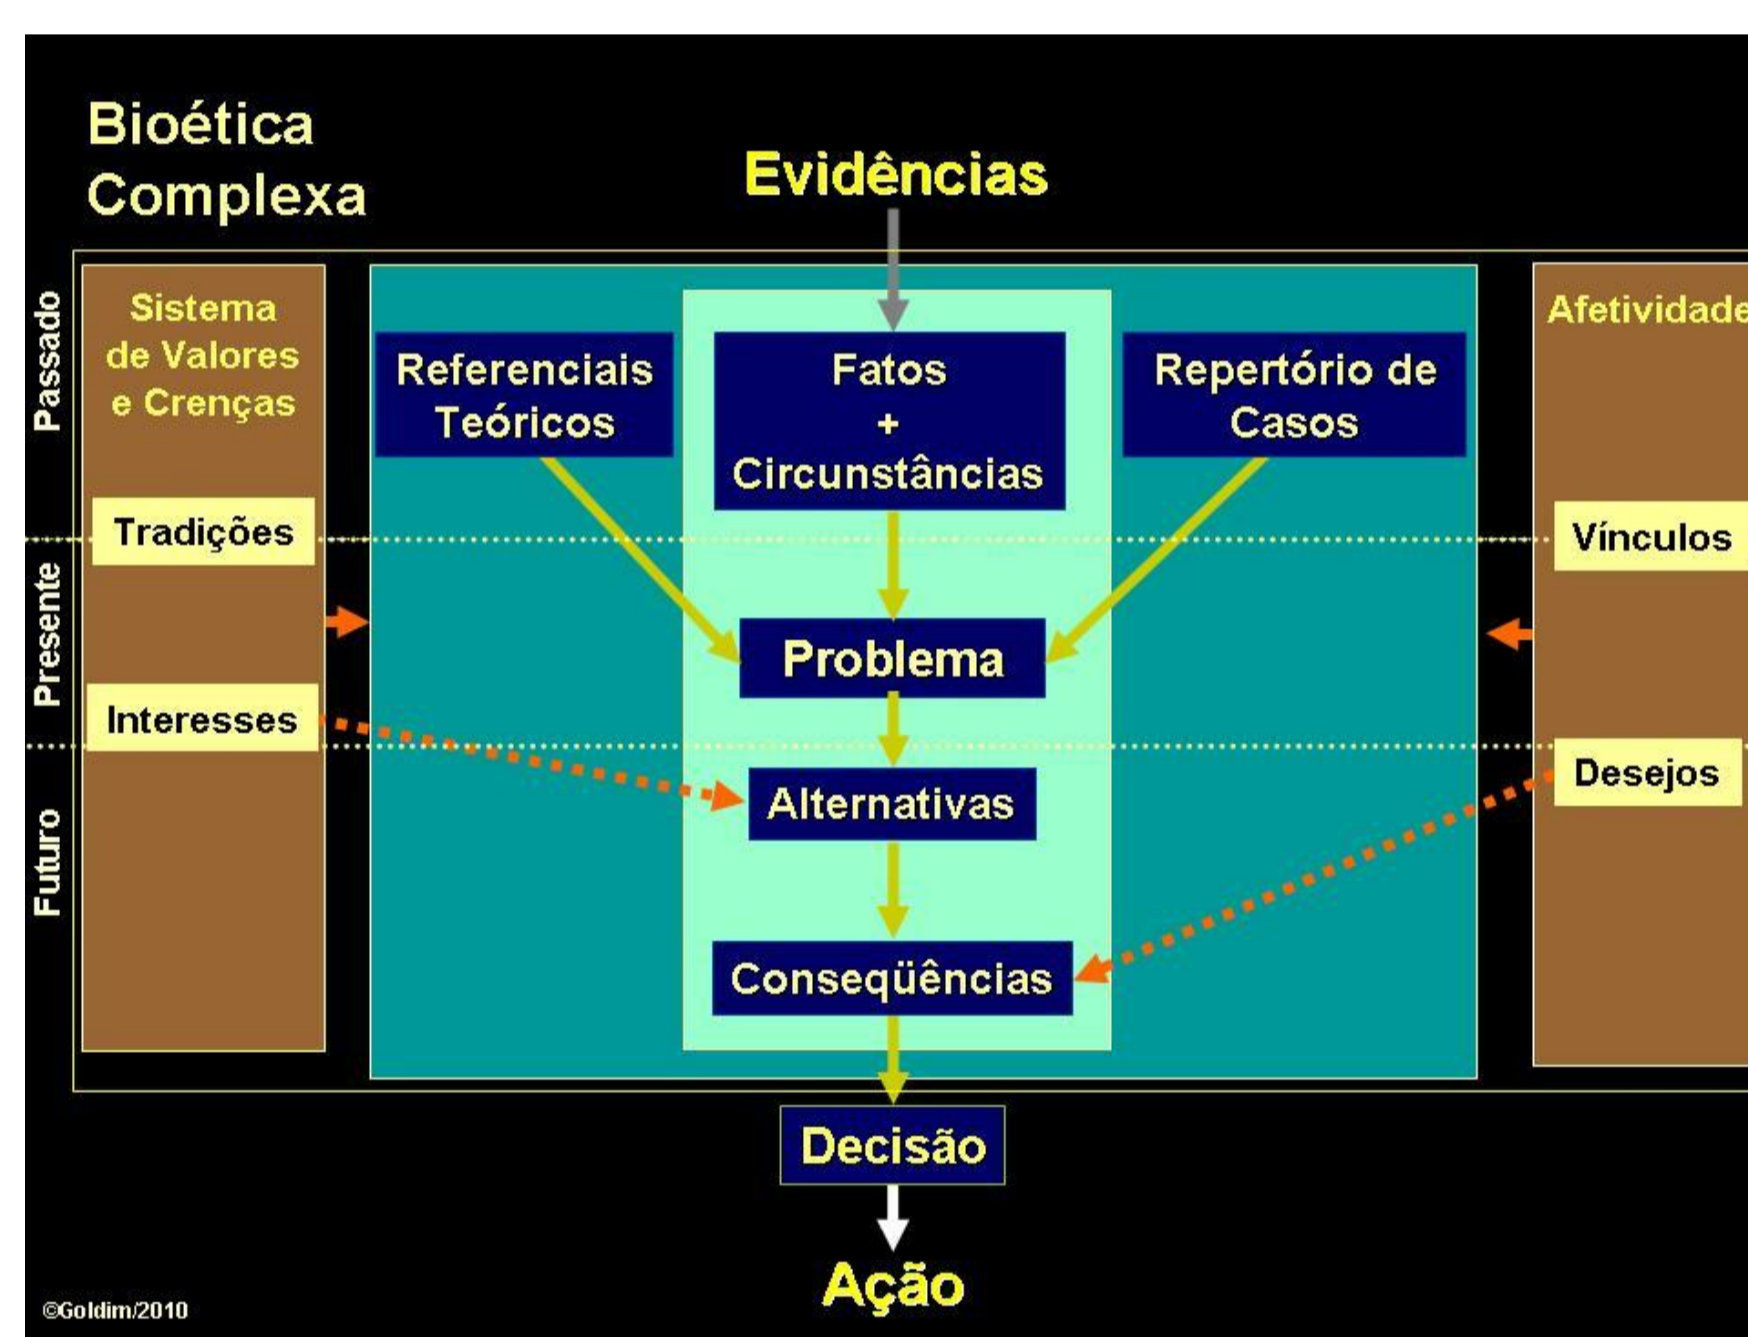 Bioética
Complexa
Evidências
Passado
Sistema
de Valores
e Crenças
Referenciais
Teóricos
Fatos
+
Circunstâncias
Repertório de
Casos
Afetividade
Tradições
Vínculos
Presente
Problema
Interesses
Desejos
Futuro
Alternativas
Conseqüências
Decisão
Ação
©Goldim/2010